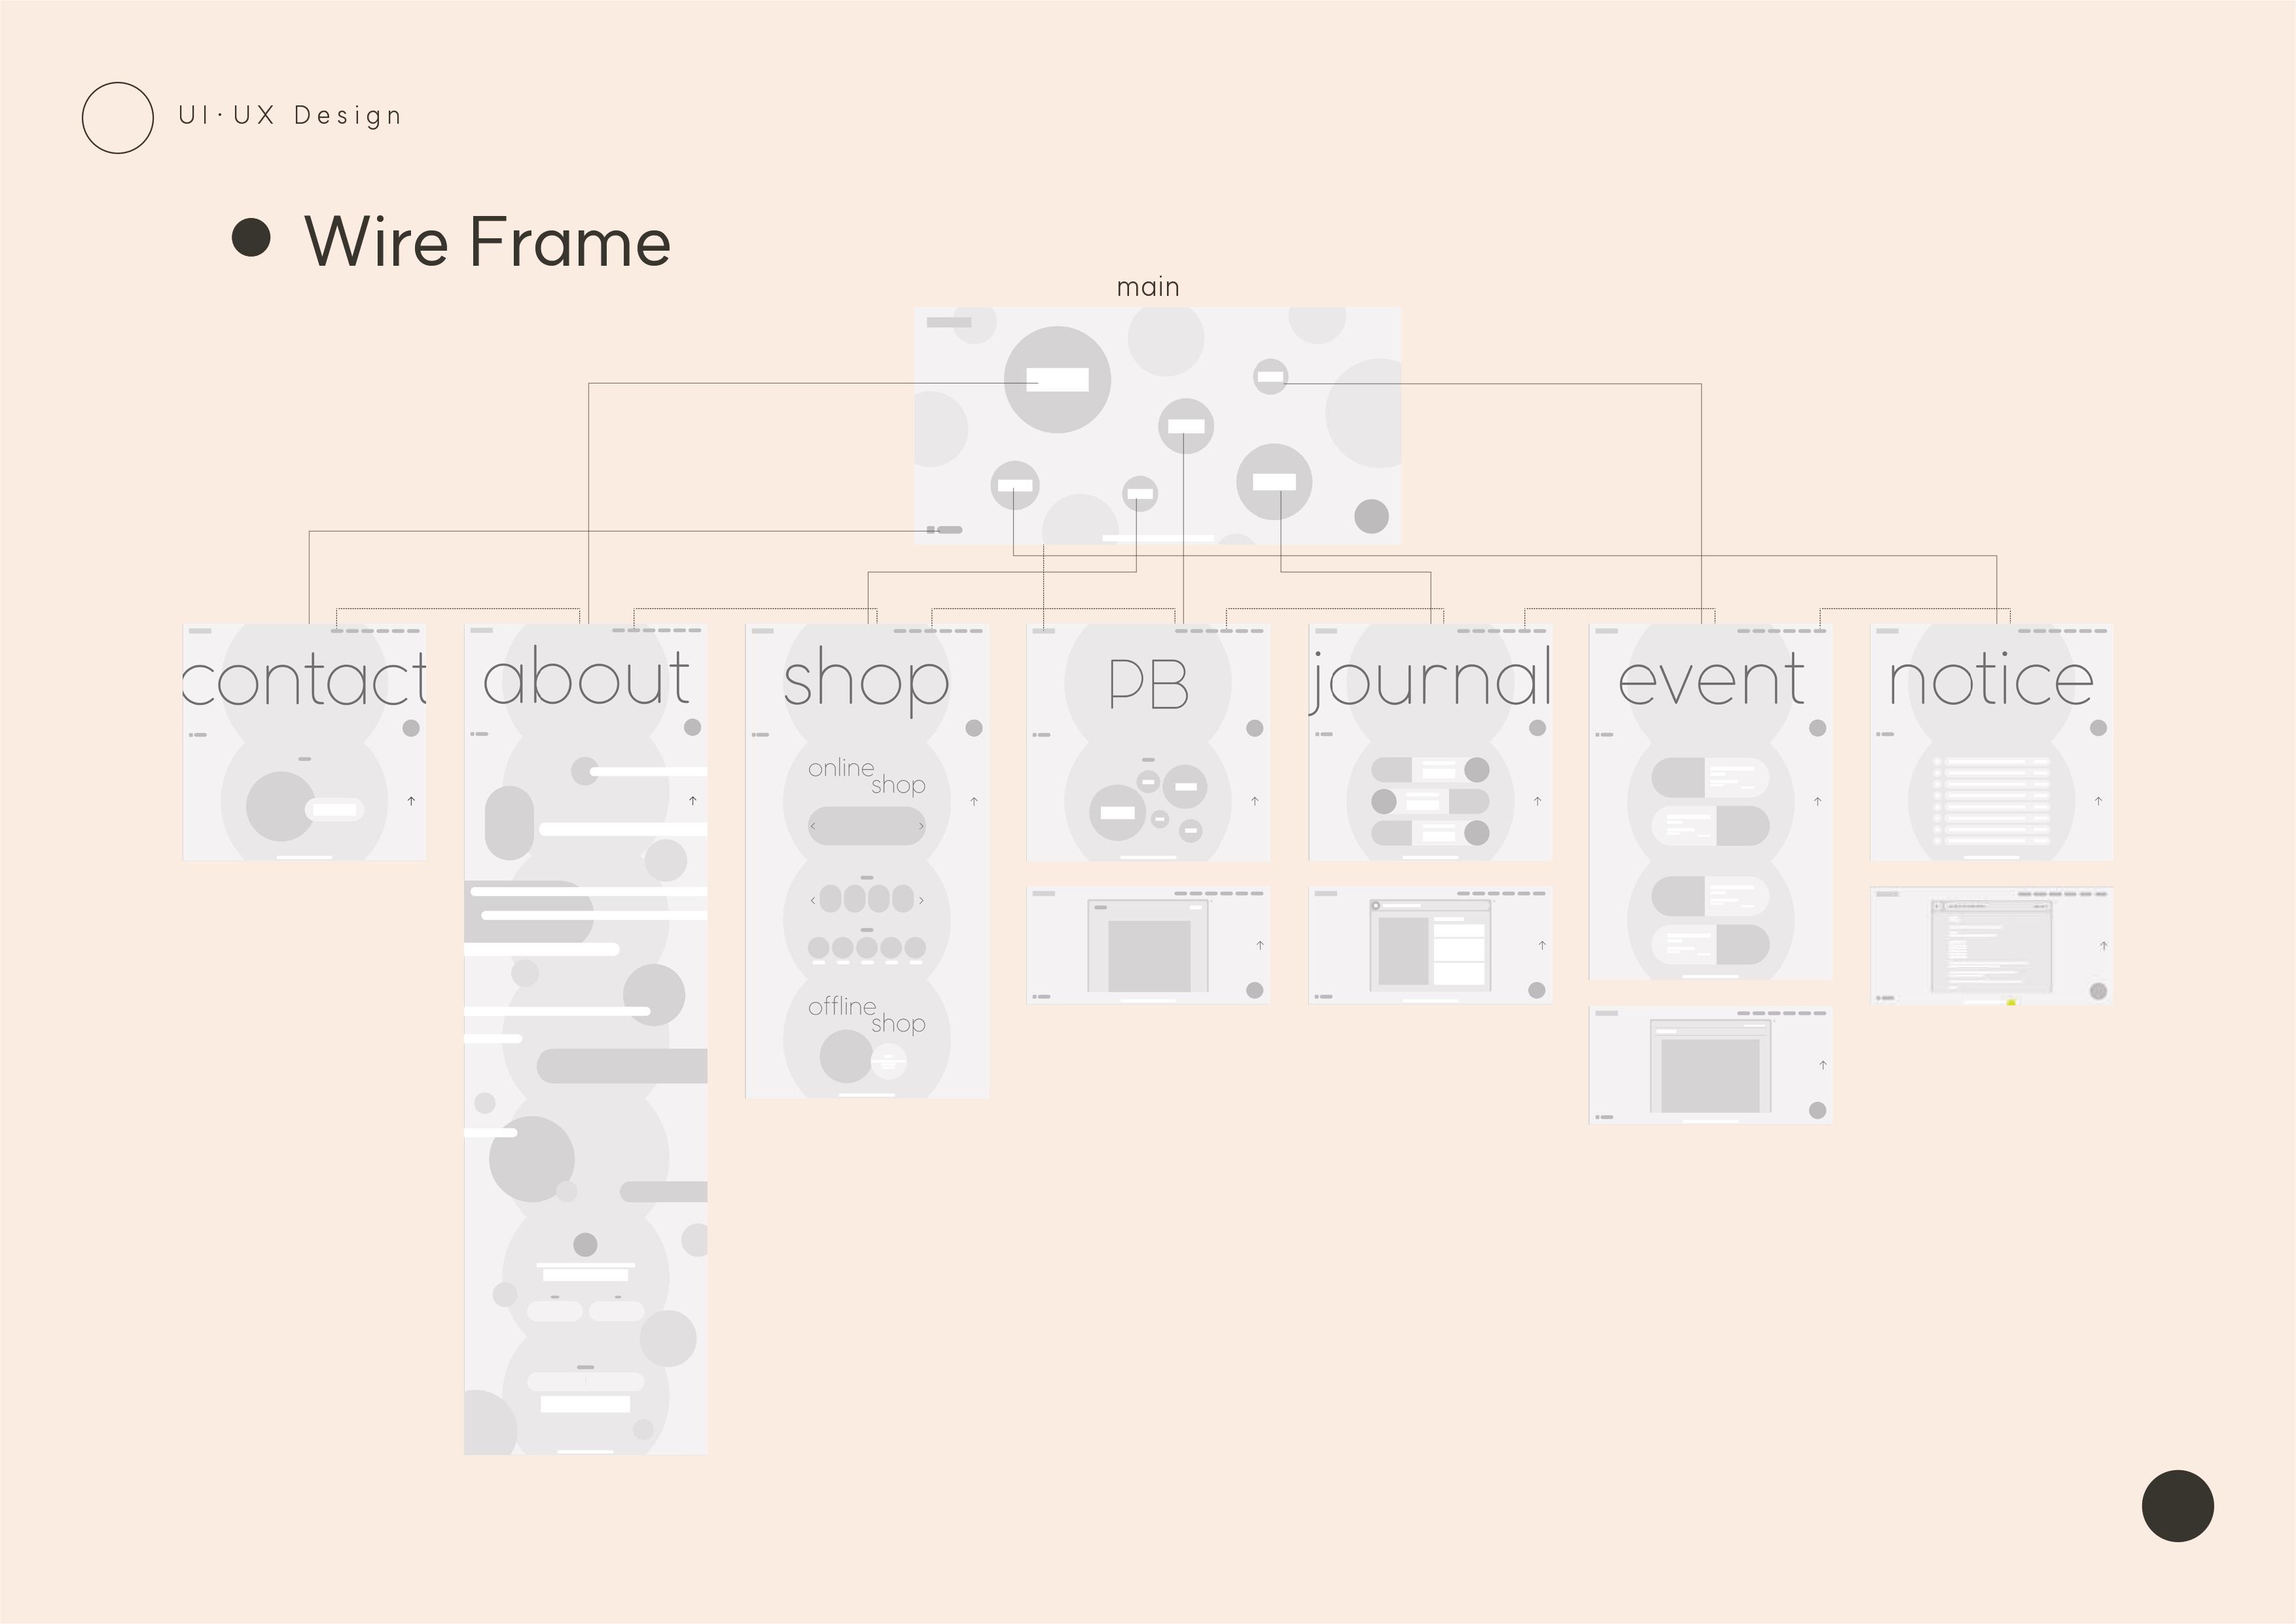 UI·UX Design
Wire Frame
main
contact
about
shop
PB
journal
event
notice
online
shop
offline
shop